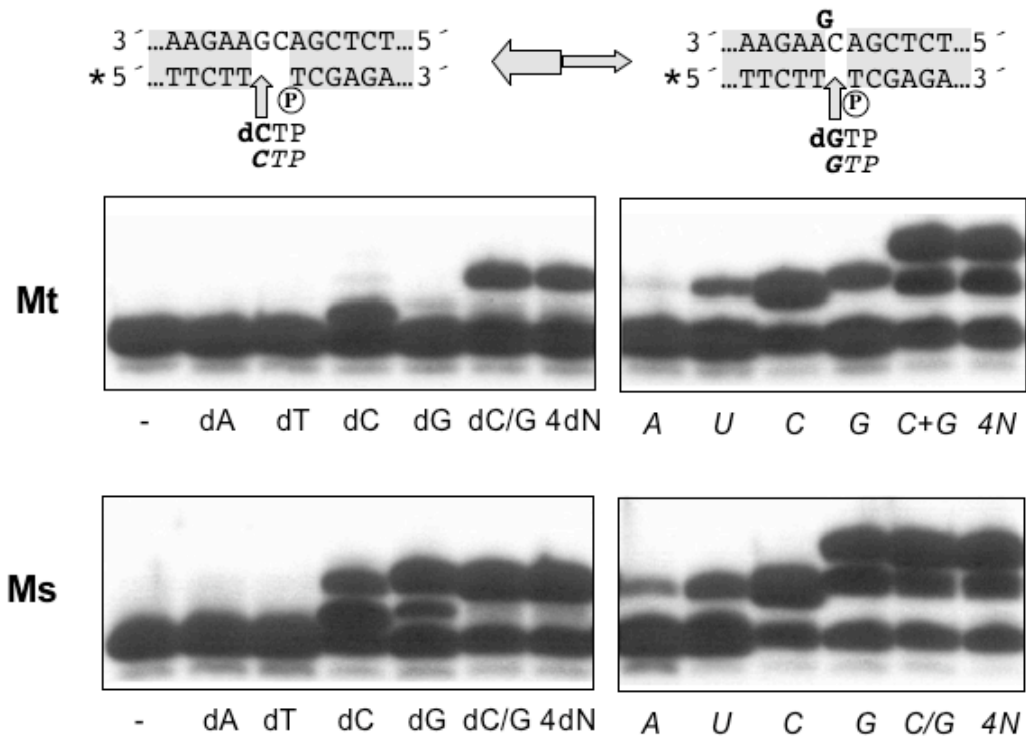 G
3´…AAGAAGCAGCTCT…5´ 3´…AAGAACAGCTCT…5´
*5´…TTCTT TCGAGA…3´ *5´…TTCTT TCGAGA…3´
P P
dCTP dGTP
CTP GTP
Mt
- dA dT dC dG dC/G 4dN A U C G C+G 4N
Ms
- dA dT dC dG dC/G 4dN A U C G C/G 4N